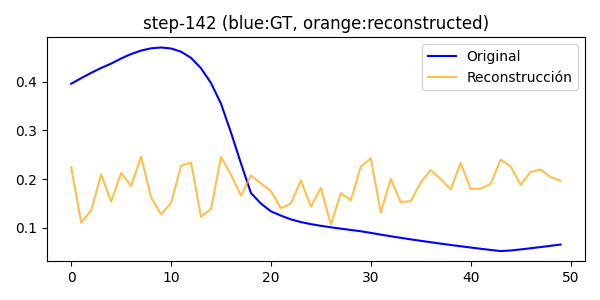 step-142 (blue:GT, orange:reconstructed)
Original
Reconstrucción
0.4
0.3
0.2
0.1
0 10 20 30 40 50